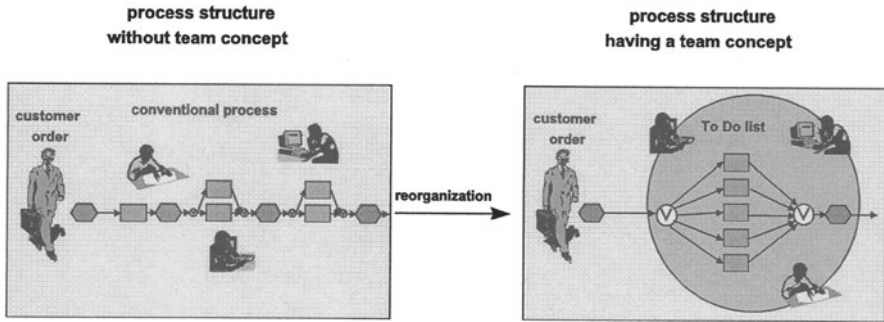 process structure
without team concept
customer
order
conventional process
reorganization
process structure
having a team concept
customer
order
To Do list
V
V